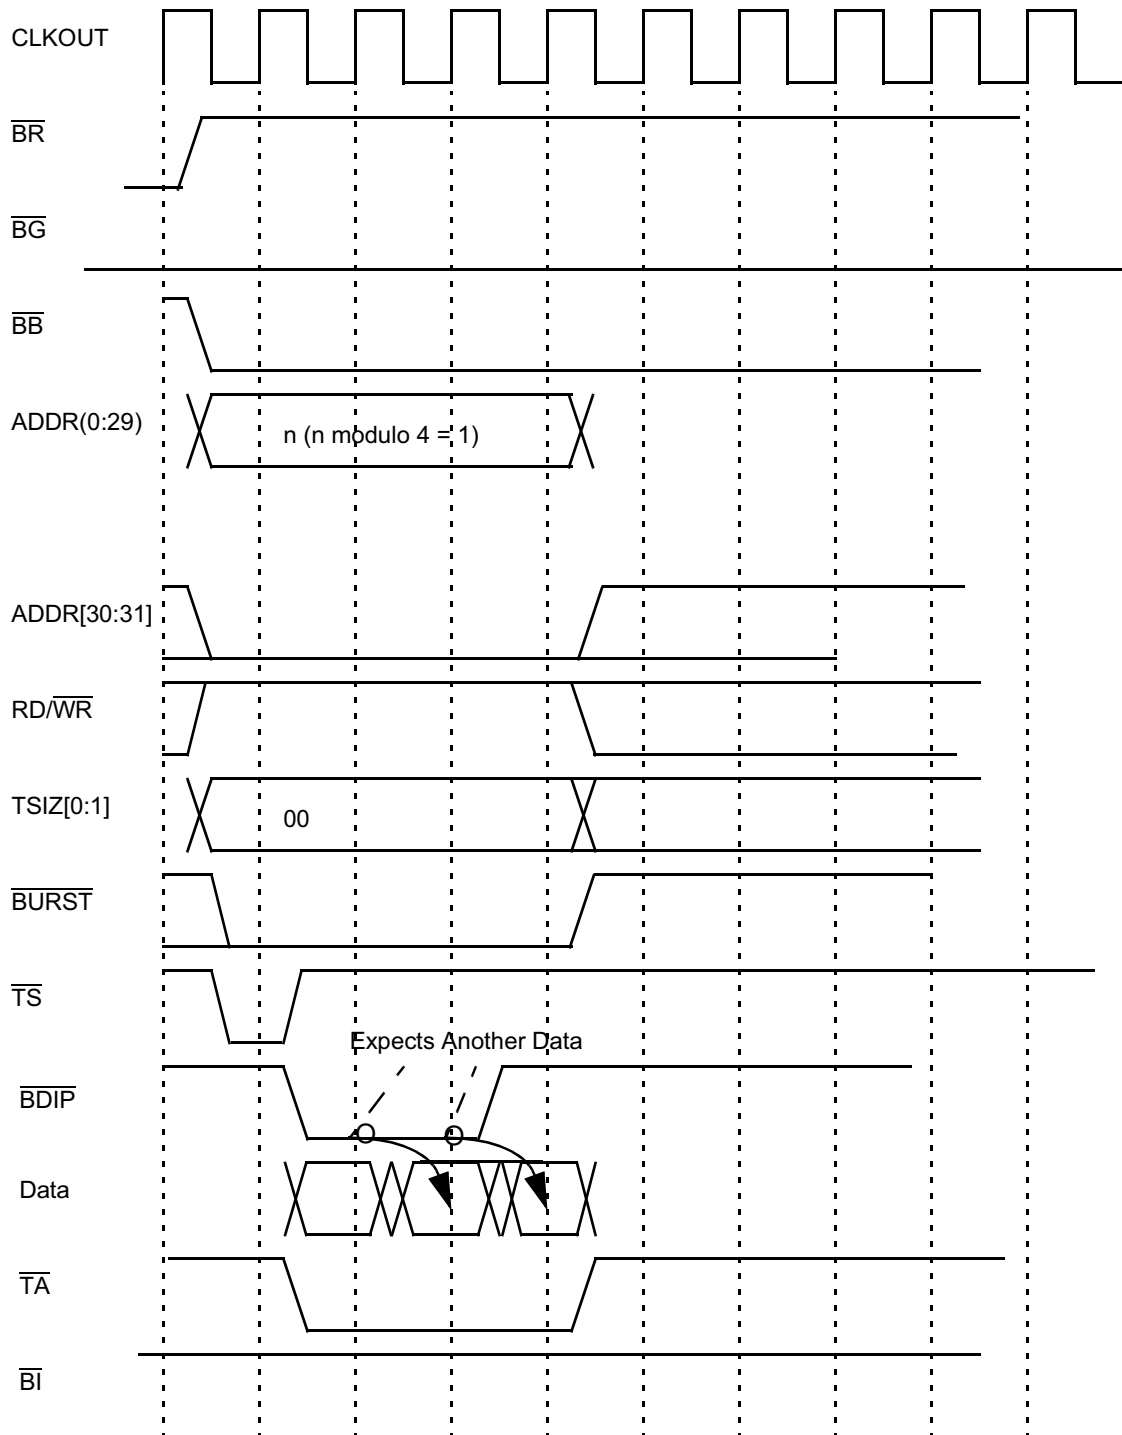 CLKOUT
BR
BG
BB
ADDR(0:29)
n (n modulo 4 = 1)
ADDR[30:31]
RD/WR
TSIZ[0:1]
00
BURST
TS
Expects Another Data
BDIP
Data
TA
BI